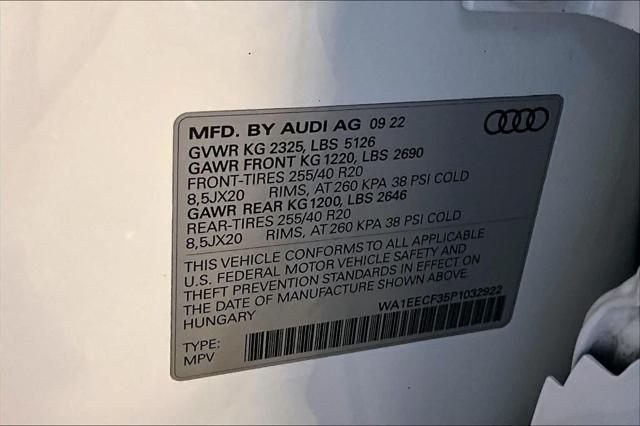 MFD. BY AUDI AG 09 22
GVWR KG 2325, LBS 5126
GAWR FRONT KG 1220, LBS 2690
FRONT-TIRES 255/40 R20
8,5JX20 RIMS, AT 260 KPA 38 PSI COLD
GAWR REAR KG 1200, LBS 2646
REAR-TIRES 255/40 R20
8,5JX20 RIMS, AT 260 KPA 38 PSI COLD
THIS VEHICLE CONFORMS TO ALL APPLICABLE
U.S. FEDERAL MOTOR VEHICLE SAFETY AND
THEFT PREVENTION STANDARDS IN EFFECT ON
THE DATE OF MANUFACTURE SHOWN ABOVE.
HUNGARY
WA1EECF35P1032922
TYPE:
MPV